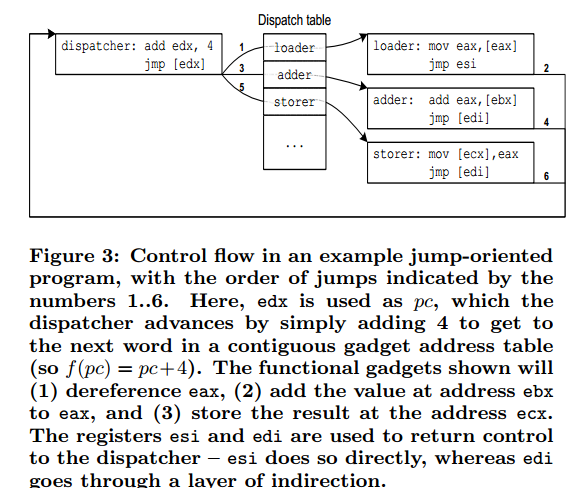 Dispatch table
dispatcher: add edx, 4
jmp [edx]
1
3
5
loader
adder
storer
...
loader: mov eax,[eax]
jmp esi
2
adder: add eax,[ebx]
jmp [edi]
4
storer: mov [ecx],eax
jmp [edi]
6
Figure 3: Control flow in an example jump-oriented
program, with the order of jumps indicated by the
numbers 1..6. Here, edx is used as pc, which the
dispatcher advances by simply adding 4 to get to
the next word in a contiguous gadget address table
(so f(pc) = pc+4). The functional gadgets shown will
(1) dereference eax, (2) add the value at address ebx
to eax, and (3) store the result at the address ecx.
The registers esi and edi are used to return control
to the dispatcher – esi does so directly, whereas edi
goes through a layer of indirection.